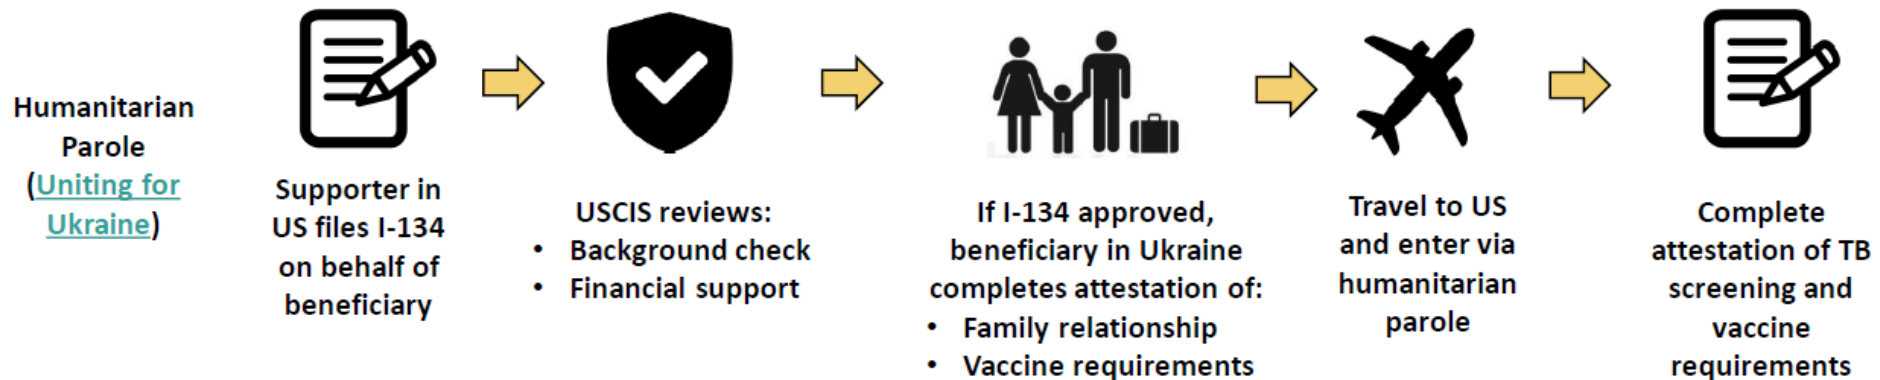 Humanitarian
Parole
(Uniting for
Ukraine)
Supporter in
US files I-134
on behalf of
beneficiary
USCIS reviews:
• Background check
• Financial support
If I-134 approved,
beneficiary in Ukraine
completes attestation of:
• Family relationship
• Vaccine requirements
Travel to US
and enter via
humanitarian
parole
Complete
attestation of TB
screening and
vaccine
requirements